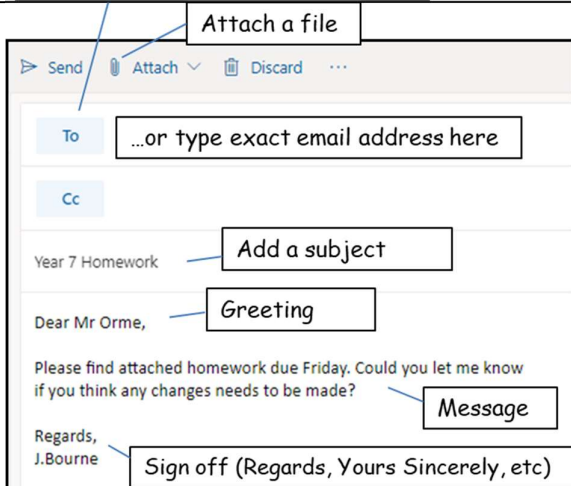 Attach a file
Send Attach Discard ...
To ...or type exact email address here
Cc
Year 7 Homework Add a subject
Dear Mr Orme, Greeting
Please find attached homework due Friday. Could you let me know
if you think any changes needs to be made?
Message
Regards,
J.Bourne Sign off (Regards, Yours Sincerely, etc)